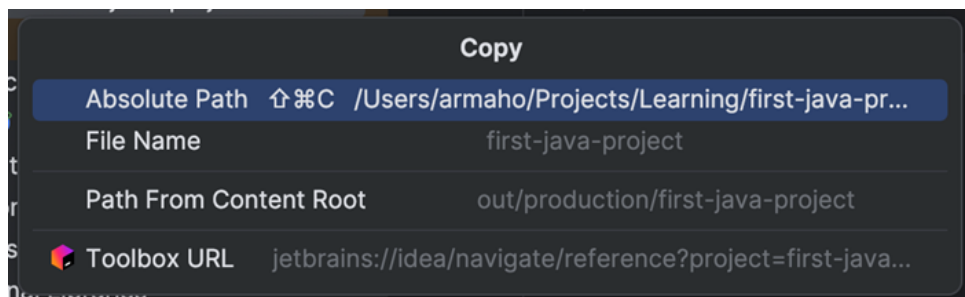 Copy
Absolute Path ⇧⌘C /Users/armaho/Projects/Learning/first-java-pr...
File Name first-java-project
Path From Content Root out/production/first-java-project
Toolbox URL jetbrains://idea/navigate/reference?project=first-java...